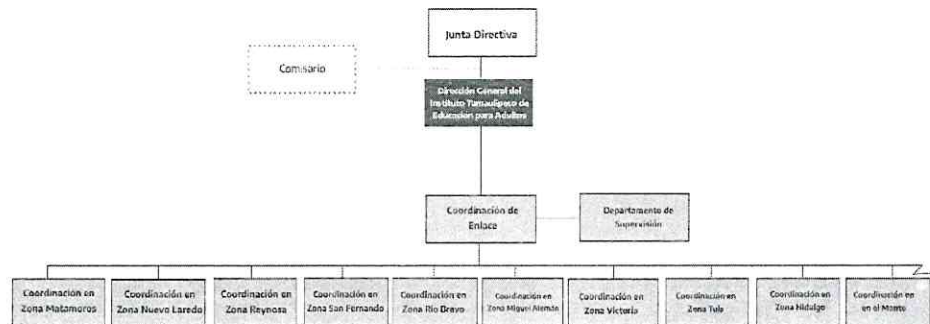 Junta Directiva
Comisario
Dirección General del
Instituto Tamaulipeco de
Educación para Adultos
Coordinación de
Enlace
Departamento de
Supervisión
Coordinación en
Zona Matamoros
Coordinación en
Zona Nuevo Laredo
Coordinación en
Zona Reynosa
Coordinación en
Zona San Fernando
Coordinación en
Zona Río Bravo
Coordinación en
Zona Miguel Alemán
Coordinación en
Zona Victoria
Coordinación en
Zona Tula
Coordinación en
Zona Hidalgo
Coordinación en
en el Mante